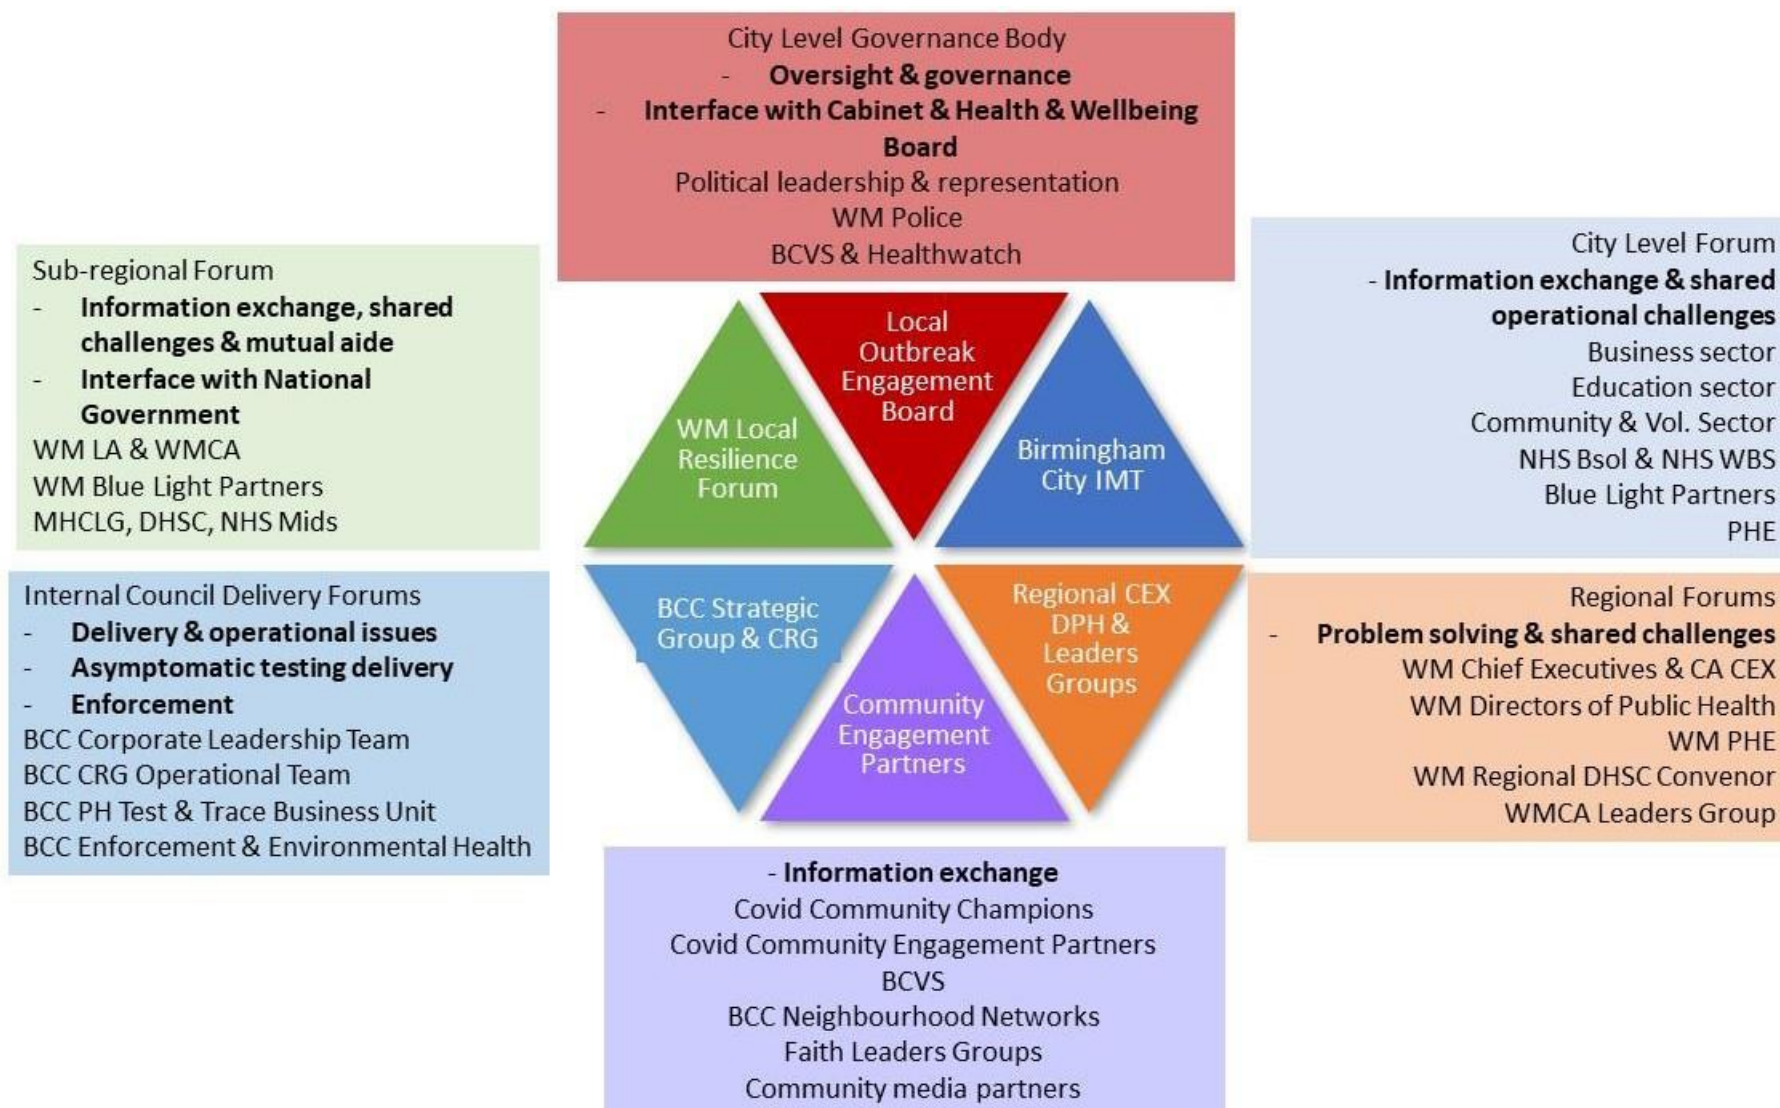 City Level Governance Body
- Oversight & governance
- Interface with Cabinet & Health & Wellbeing
Board
Political leadership & representation
WM Police
BCVS & Healthwatch
Sub-regional Forum
- Information exchange, shared
challenges & mutual aide
- Interface with National
Government
WM LA & WMCA
WM Blue Light Partners
MHCLG, DHSC, NHS Mids
WM Local
Resilience
Forum
Local
Outbreak
Engagement
Board
Birmingham
City IMT
City Level Forum
- Information exchange & shared
operational challenges
Business sector
Education sector
Community & Vol. Sector
NHS Bsol & NHS WBS
Blue Light Partners
PHE
Internal Council Delivery Forums
- Delivery & operational issues
- Asymptomatic testing delivery
- Enforcement
BCC Corporate Leadership Team
BCC CRG Operational Team
BCC PH Test & Trace Business Unit
BCC Enforcement & Environmental Health
BCC Strategic
Group & CRG
Community
Engagement
Partners
Regional CEX
DPH &
Leaders
Groups
Regional Forums
- Problem solving & shared challenges
WM Chief Executives & CA CEX
WM Directors of Public Health
WM PHE
WM Regional DHSC Convenor
WMCA Leaders Group
- Information exchange
Covid Community Champions
Covid Community Engagement Partners
BCVS
BCC Neighbourhood Networks
Faith Leaders Groups
Community media partners